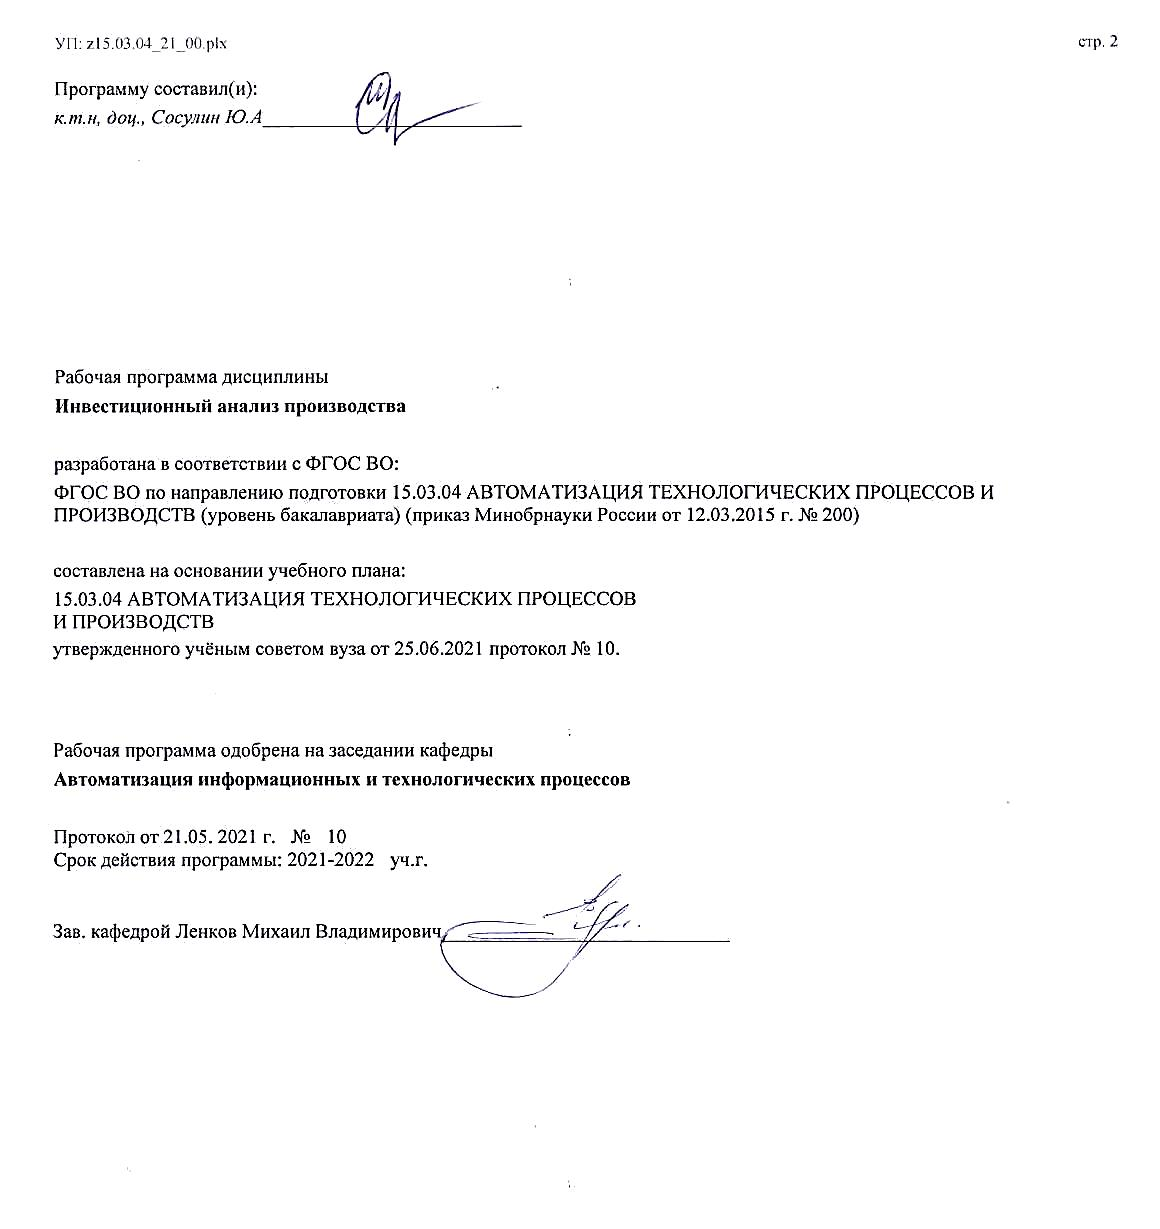 УП: z15.03.04_21_00.plx
стр. 2
Программу составил(и):
к.т.н, доц., Сосулин Ю.А
Рабочая программа дисциплины
Инвестиционный анализ производства
разработана в соответствии с ФГОС ВО:
ФГОС ВО по направлению подготовки 15.03.04 АВТОМАТИЗАЦИЯ ТЕХНОЛОГИЧЕСКИХ ПРОЦЕССОВ И
ПРОИЗВОДСТВ (уровень бакалавриата) (приказ Минобрнауки России от 12.03.2015 г. № 200)
составлена на основании учебного плана:
15.03.04 АВТОМАТИЗАЦИЯ ТЕХНОЛОГИЧЕСКИХ ПРОЦЕССОВ
И ПРОИЗВОДСТВ
утвержденного учёным советом вуза от 25.06.2021 протокол № 10.
Рабочая программа одобрена на заседании кафедры
Автоматизация информационных и технологических процессов
Протокол от 21.05. 2021 г. № 10
Срок действия программы: 2021-2022 уч.г.
Зав. кафедрой Ленков Михаил Владимирович